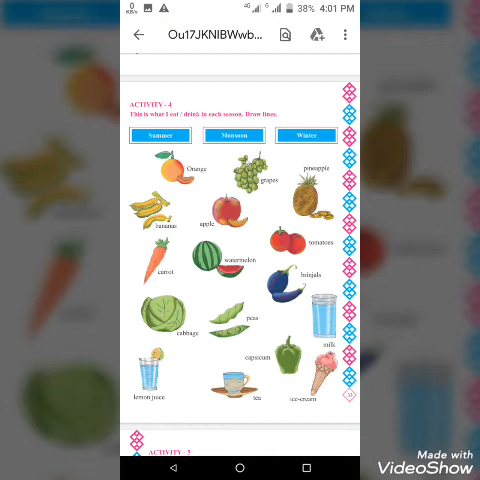 0
KB/s
4G
G
38%
4:01 PM
Ou17JKNIBWwb...
ACTIVITY - 4
This is what I eat / drink in each season. Draw lines.
Summer Monsoon Winter
Orange
grapes
pineapple
bananas
apple
tomatoes
carrot
watermelon
brinjals
cabbage
peas
milk
capsicum
lemon juice
tea
ice-cream
33
ACTIVITY - 5
Made with
VideoShow